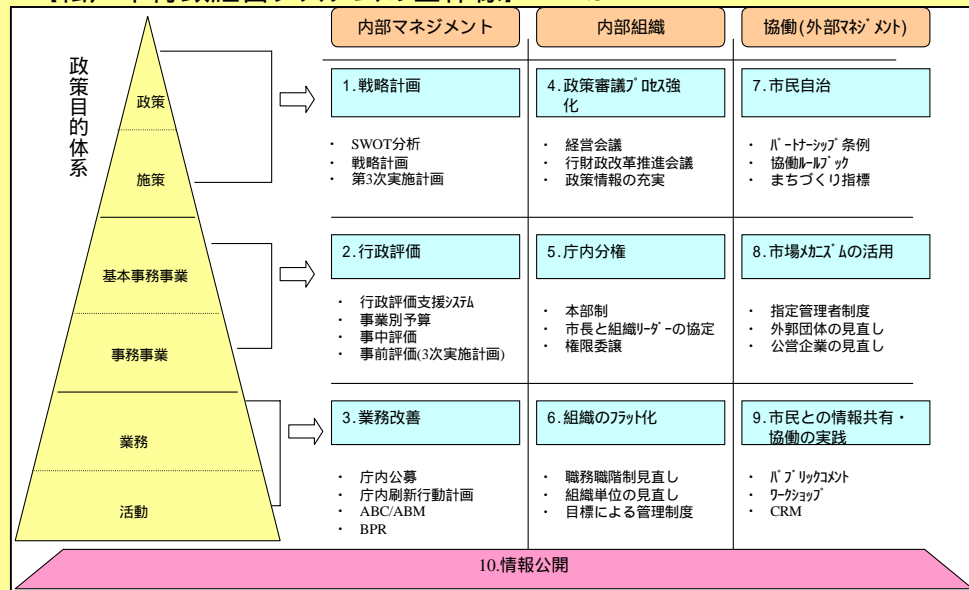 内部マネジメント
内部組織
協働(外部ﾏﾈｼﾞﾒﾝﾄ)
政策目的体系
政策
施策
基本事務事業
事務事業
業務
活動
1.戦略計画
・ SWOT分析
・ 戦略計画
・ 第3次実施計画
4.政策審議ﾌﾟﾛｾｽ強
化
・ 経営会議
・ 行財政改革推進会議
・ 政策情報の充実
7.市民自治
・ ﾊﾟｰﾄﾅｰｼｯﾌﾟ条例
・ 協働ﾙｰﾙﾌﾞｯｸ
・ まちづくり指標
2.行政評価
・ 行政評価支援ｼｽﾃﾑ
・ 事業別予算
・ 事中評価
・ 事前評価(3次実施計画)
5.庁内分権
・ 本部制
・ 市長と組織ﾘｰﾀﾞｰの協定
・ 権限委譲
8.市場ﾒｶﾆｽﾞﾑの活用
・ 指定管理者制度
・ 外郭団体の見直し
・ 公営企業の見直し
3.業務改善
・ 庁内公募
・ 庁内刷新行動計画
・ ABC/ABM
・ BPR
6.組織のﾌﾗｯﾄ化
・ 職務職階制見直し
・ 組織単位の見直し
・ 目標による管理制度
9.市民との情報共有・
協働の実践
・ ﾊﾟﾌﾞﾘｯｸｺﾒﾝﾄ
・ ﾜｰｸｼｮｯﾌﾟ
・ CRM
10.情報公開